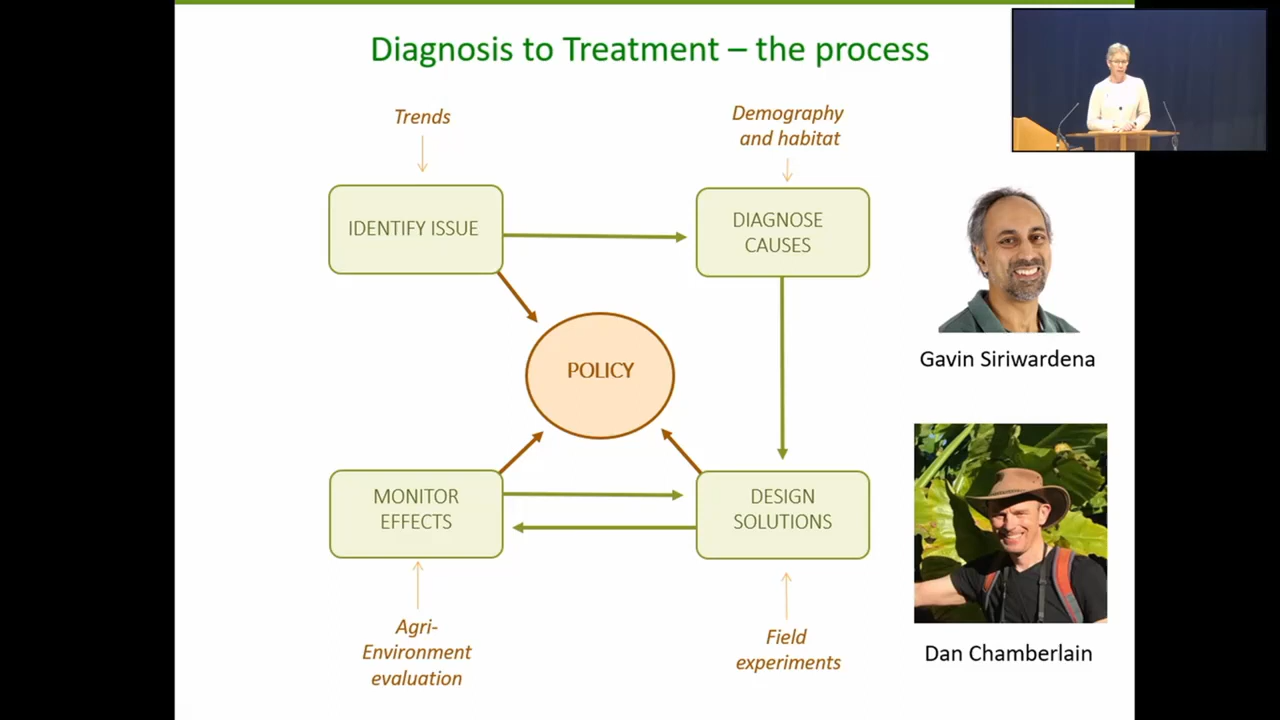 Diagnosis to Treatment – the process
Trends
Demography
and habitat
IDENTIFY ISSUE
DIAGNOSE
CAUSES
POLICY
Gavin Siriwardena
MONITOR
EFFECTS
DESIGN
SOLUTIONS
Agri-
Environment
evaluation
Field
experiments
Dan Chamberlain